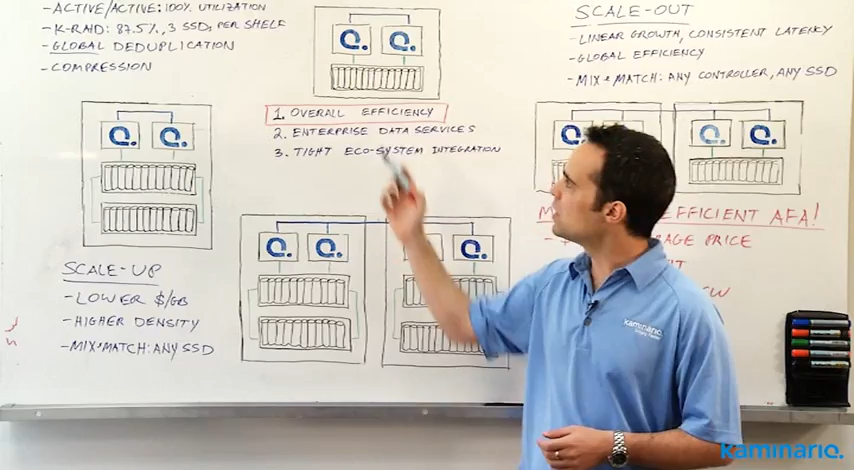 - ACTIVE/ACTIVE: 100% UTILIZATION
- K-RAID: 87.5%, 3 SSDs PER SHELF
- GLOBAL DEDUPLICATION
- COMPRESSION
SCALE-OUT
- LINEAR GROWTH, CONSISTENT LATENCY
- GLOBAL EFFICIENCY
- MIX & MATCH: ANY CONTROLLER, ANY SSD
1. OVERALL EFFICIENCY
2. ENTERPRISE DATA SERVICES
3. TIGHT ECO-SYSTEM INTEGRATION
EFFICIENT AFA!
PRICE
SCALE-UP
- LOWER $/GB
- HIGHER DENSITY
- MIX & MATCH: ANY SSD
kaminario.
kaminario.